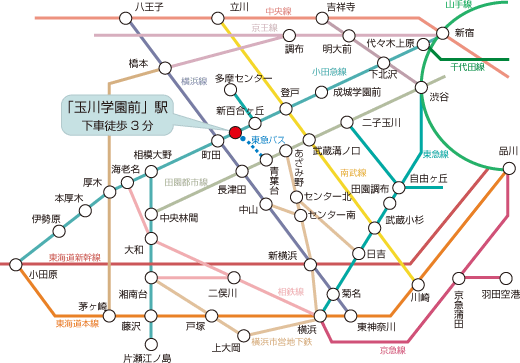 八王子
立川
中央線
吉祥寺
山手線
京王線
新宿
橋本
調布
明大前
代々木上原
横浜線
小田急線
下北沢
千代田線
多摩センター
登戸
成城学園前
渋谷
「玉川学園前」駅
下車徒歩3分
新百合ヶ丘
二子玉川
東急バス
武蔵溝ノ口
品川
町田
相模大野
あざみ野
青葉台
南武線
東急線
海老名
田園都市線
長津田
自由ヶ丘
厚木
田園調布
本厚木
センター北
中山
センター南
武蔵小杉
伊勢原
中央林間
大和
日吉
東海道新幹線
新横浜
小田原
湘南台
二俣川
相鉄線
菊名
川崎
京急蒲田
羽田空港
茅ヶ崎
東海道本線
藤沢
戸塚
横浜
東神奈川
上大岡
横浜市営地下鉄
京急線
片瀬江ノ島